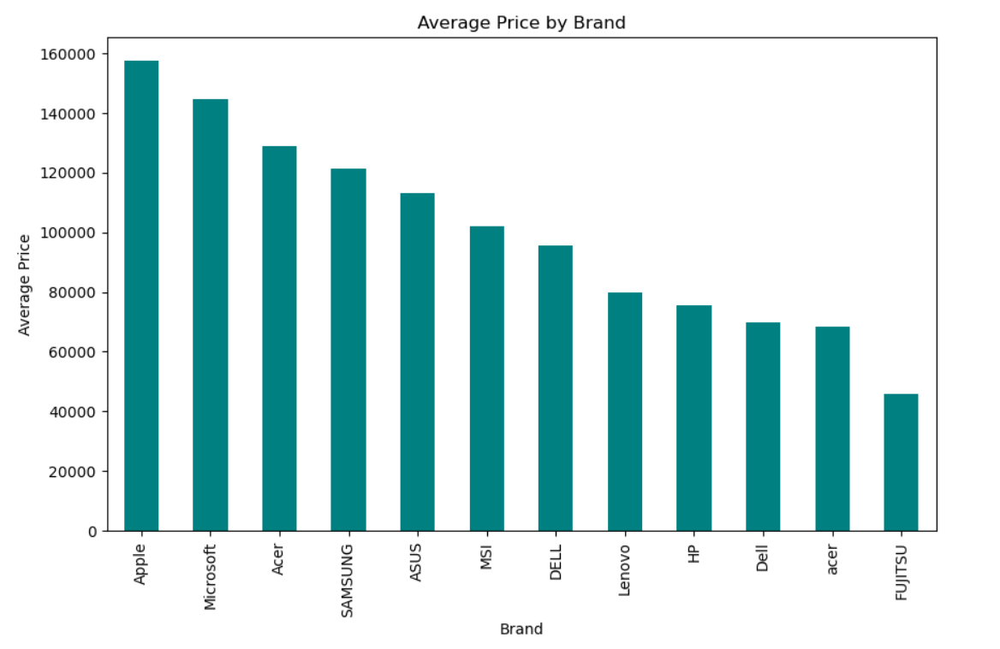 Average Price by Brand
Average Price
160000
140000
120000
100000
80000
60000
40000
20000
0
Apple
Microsoft
Acer
SAMSUNG
ASUS
MSI
DELL
Lenovo
HP
Dell
acer
FUJITSU
Brand